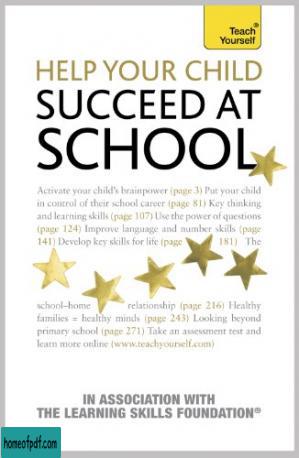 Teach
Yourself
HELP YOUR CHILD
SUCCEED AT
SCHOOL
Activate your child's brainpower (page 3) Put your child
in control of their school career (page 81) Key thinking
and learning skills (page 107) Use the power of questions
(page 124) Improve language and number skills (page
141) Develop key skills for life (page 181) The
school–home relationship (page 216) Healthy
families = healthy minds (page 243) Looking beyond
primary school (page 271) Take an assessment test and
learn more online (www.teachyourself.com)
IN ASSOCIATION WITH
THE LEARNING SKILLS FOUNDATION®
homeofpdf.com